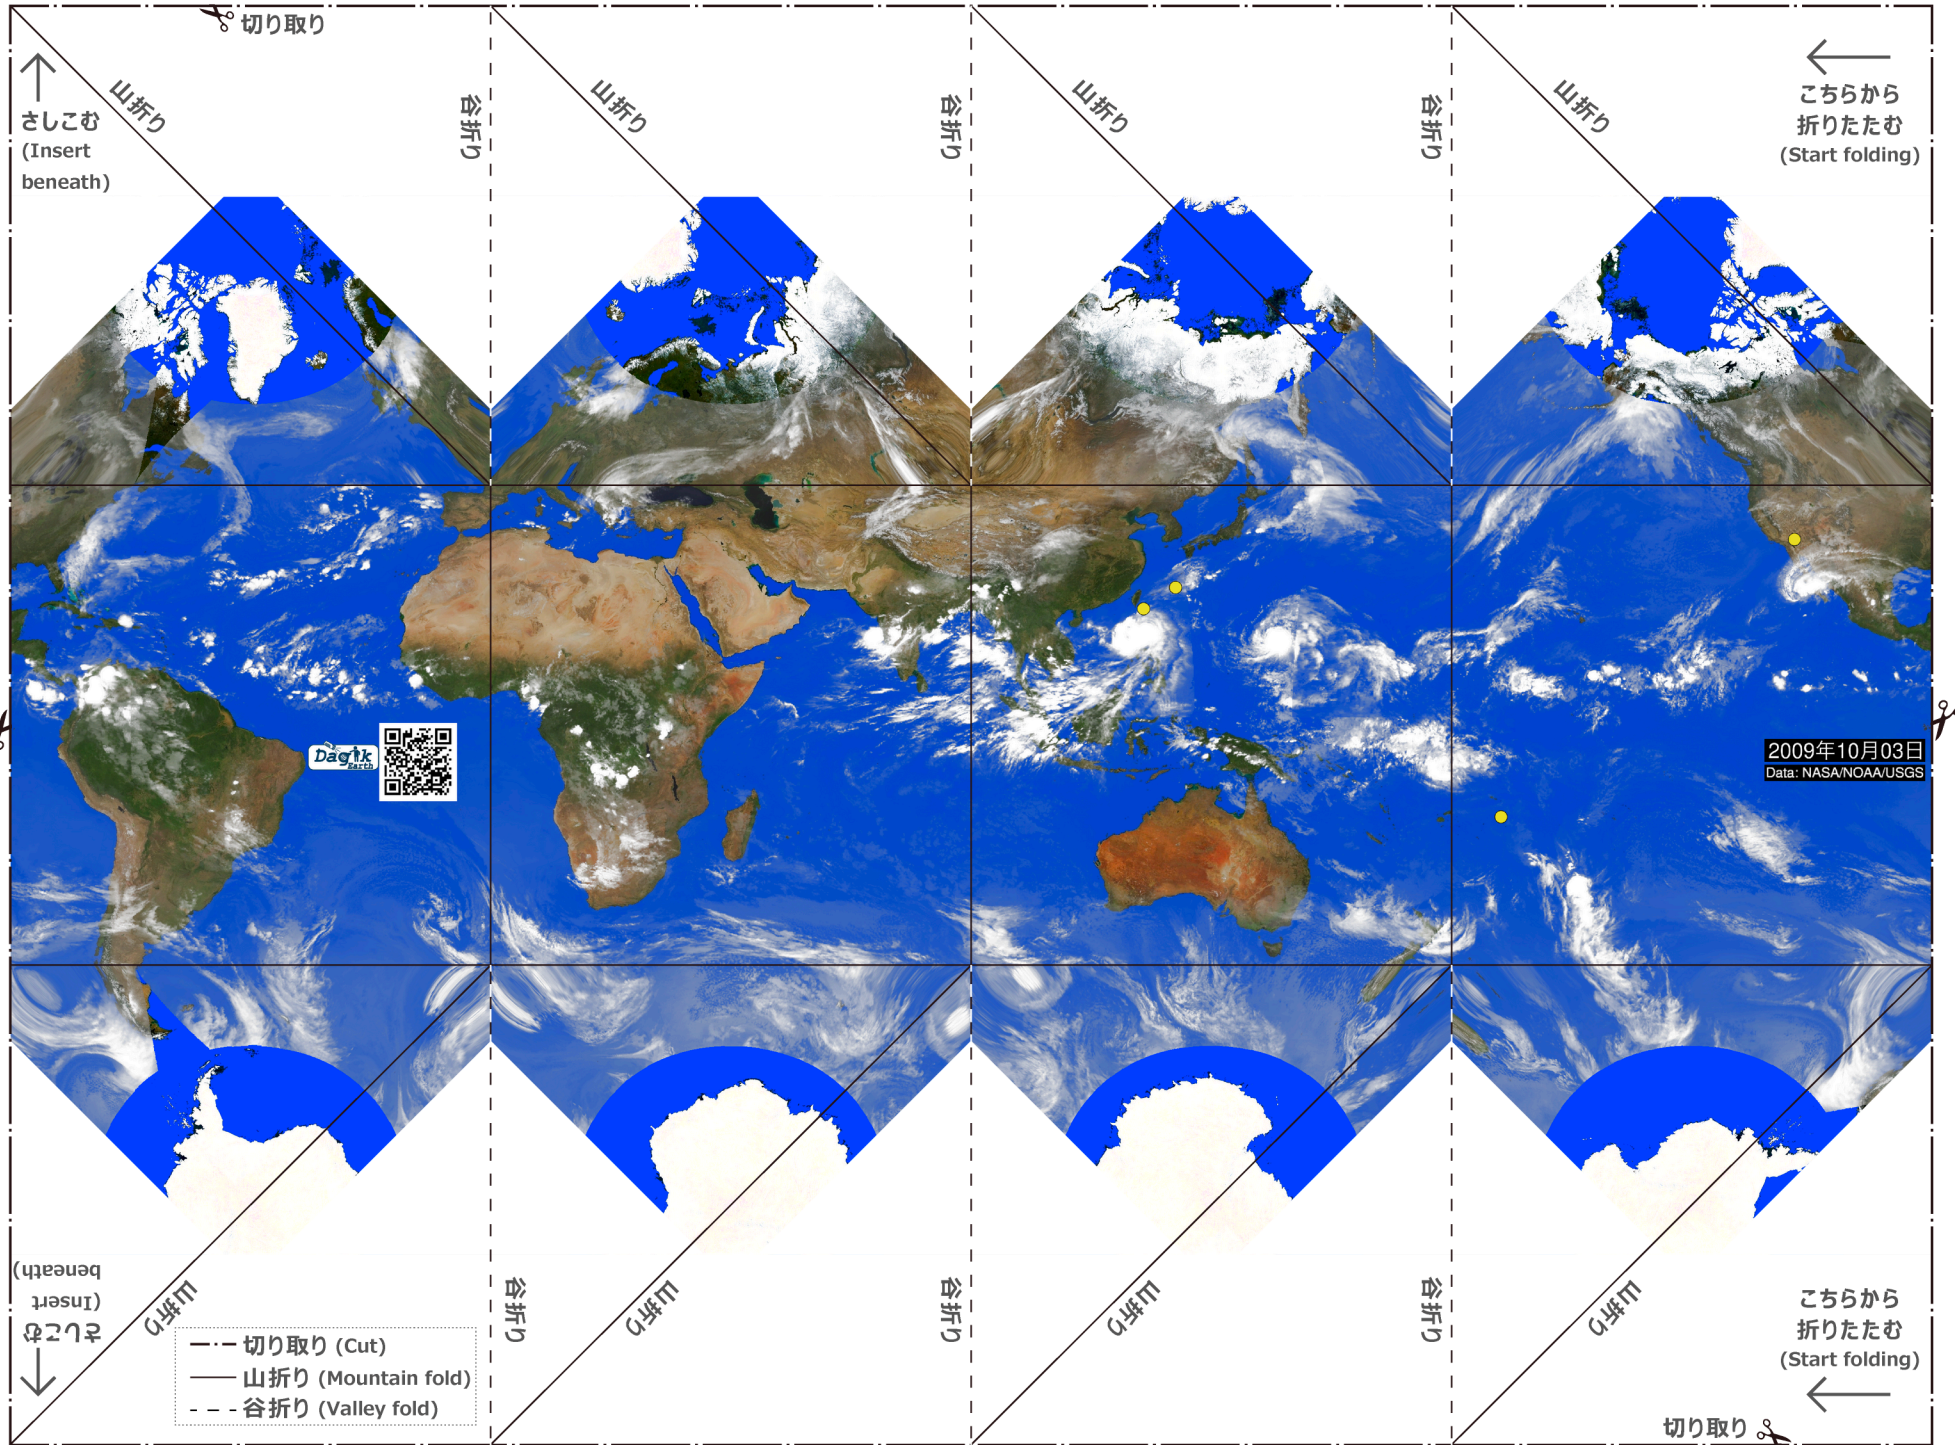 切り取り
さしこむ
(Insert
beneath)
山折り
谷折り
山折り
谷折り
山折り
谷折り
山折り
こちらから
折りたたむ
(Start folding)
Dagik
Earth
2009年10月03日
Data: NASA/NOAA/USGS
さしこむ
(Insert
beneath)
山折り
谷折り
山折り
谷折り
山折り
谷折り
山折り
こちらから
折りたたむ
(Start folding)
切り取り (Cut)
山折り (Mountain fold)
谷折り (Valley fold)
切り取り